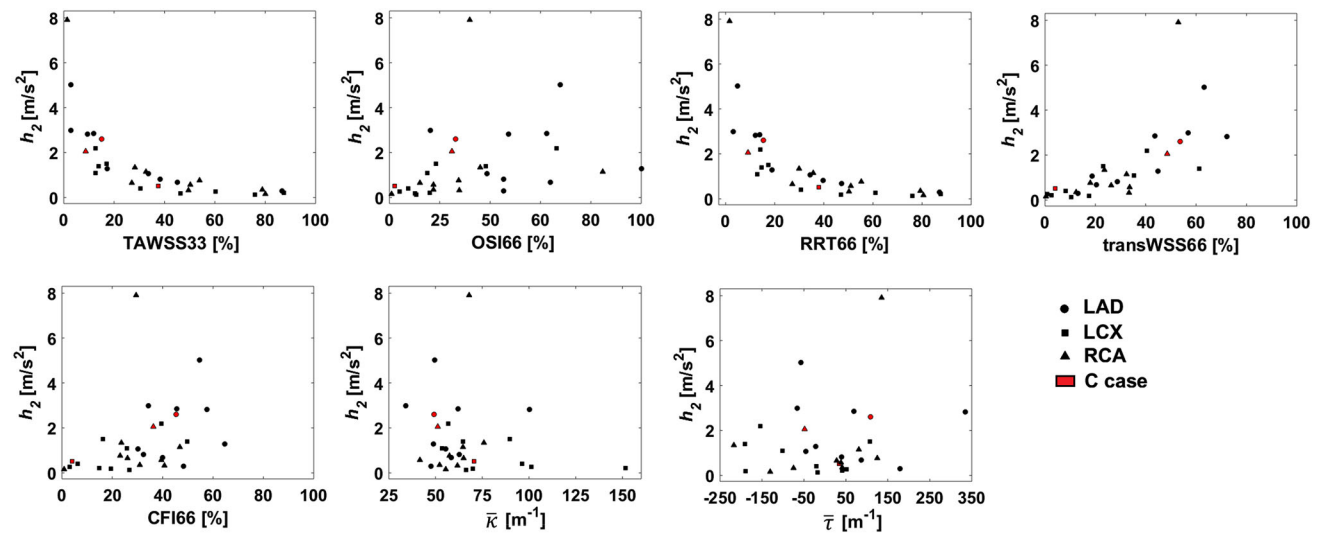 h₂ [m/s²]
8
6
4
2
0
0 20 40 60 80 100
TAWSS33 [%]
h₂ [m/s²]
8
6
4
2
0
0 20 40 60 80 100
OSI66 [%]
h₂ [m/s²]
8
6
4
2
0
0 20 40 60 80 100
RRT66 [%]
h₂ [m/s²]
8
6
4
2
0
0 20 40 60 80 100
transWSS66 [%]
h₂ [m/s²]
8
6
4
2
0
0 20 40 60 80 100
CFI66 [%]
h₂ [m/s²]
8
6
4
2
0
25 50 75 100 125 150
κ̅ [m⁻¹]
h₂ [m/s²]
8
6
4
2
0
-250 -150 -50 50 150 250 350
τ̅ [m⁻¹]
LAD
LCX
RCA
C case